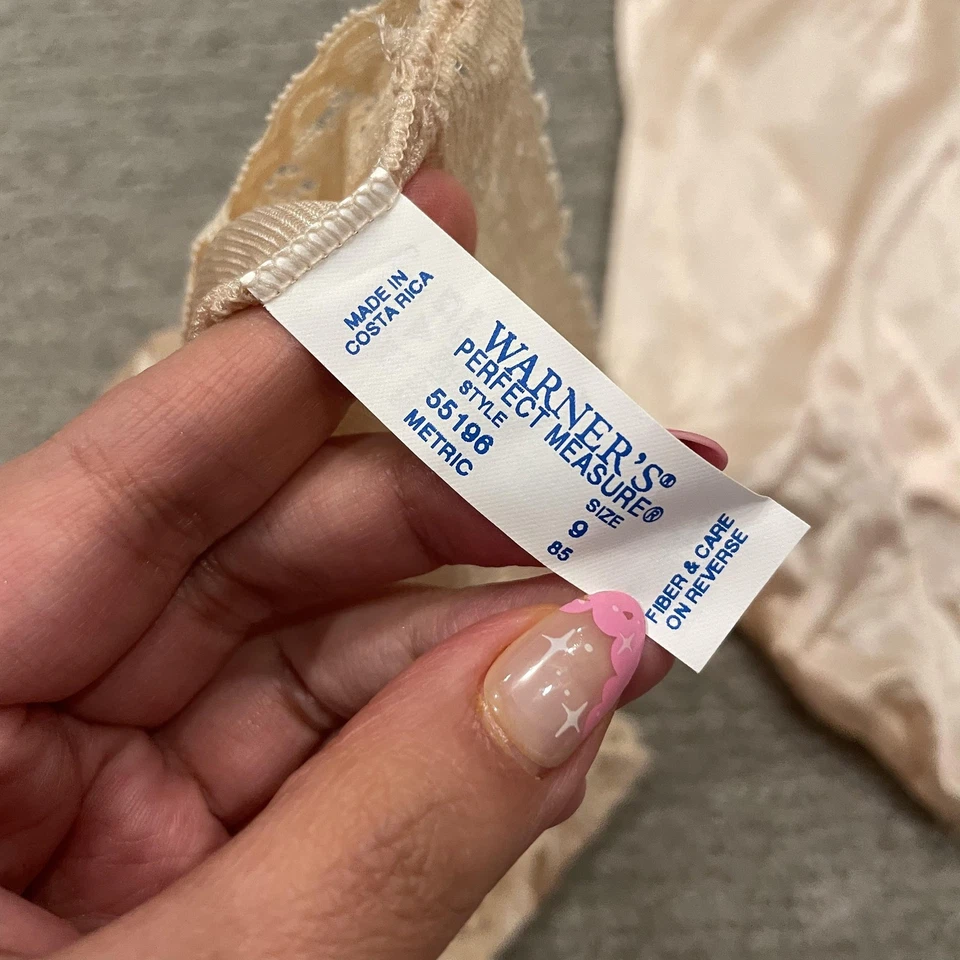 MADE IN
COSTA RICA
WARNER'S®
PERFECT MEASURE®
STYLE
55196
METRIC
SIZE
9
85
FIBER & CARE
ON REVERSE